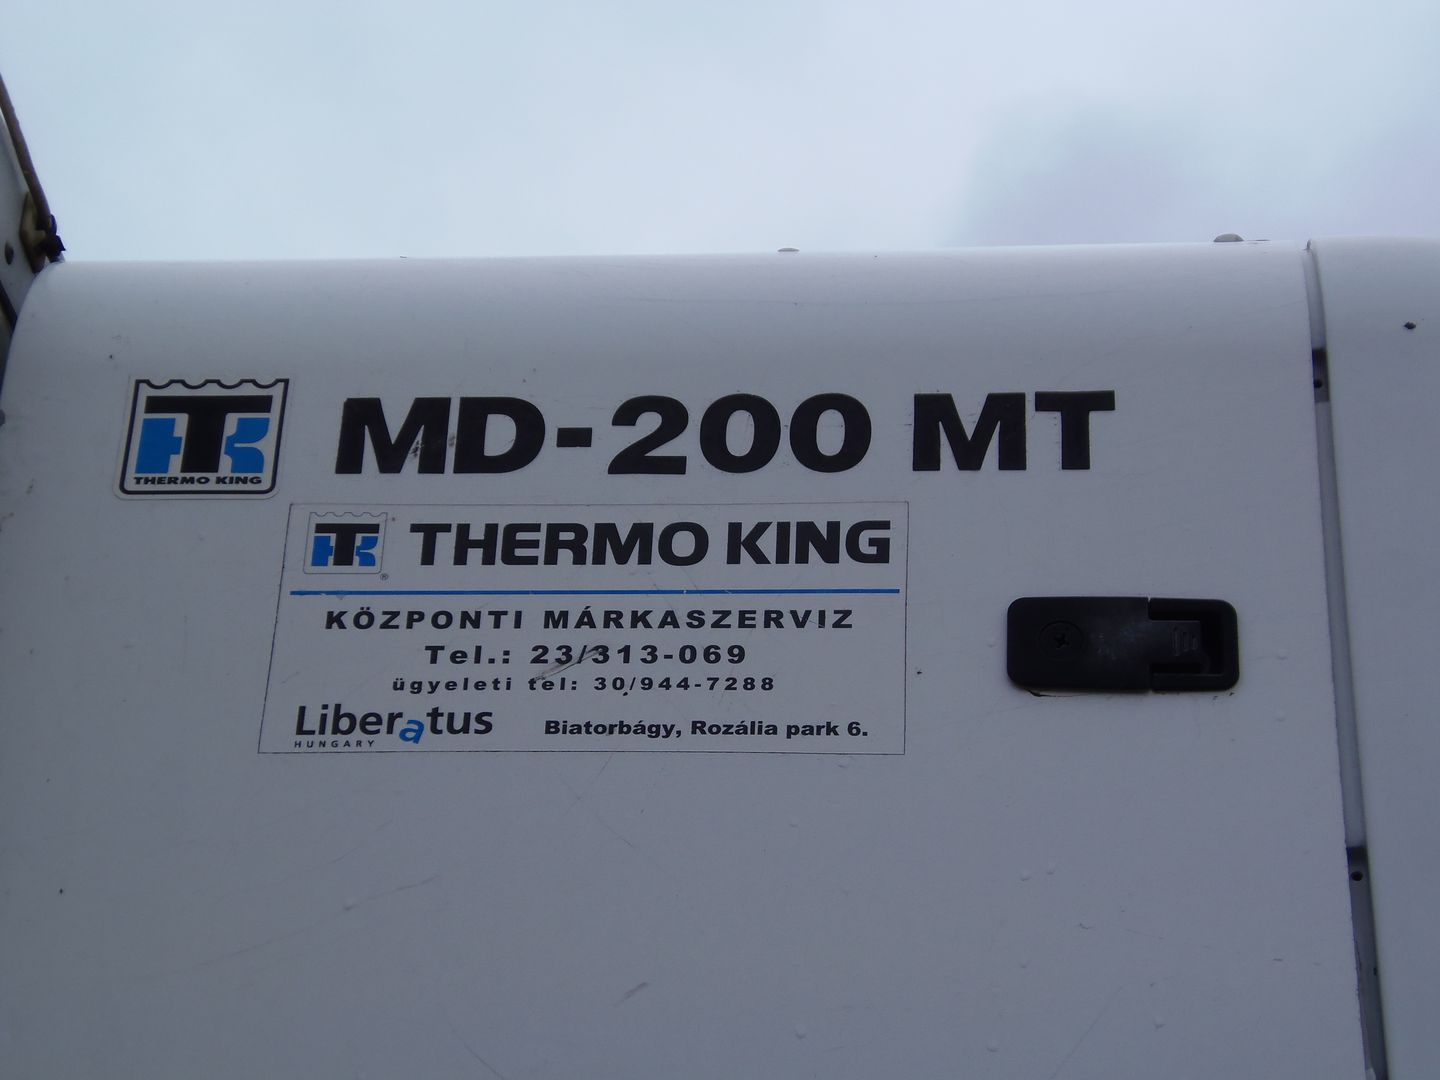 THERMO KING
MD-200 MT
THERMO KING
KÖZPONTI MÁRKASZERVIZ
Tel.: 23/313-069
ügyeleti tel: 30/944-7288
Liberatus
HUNGARY
Biatorbágy, Rozália park 6.